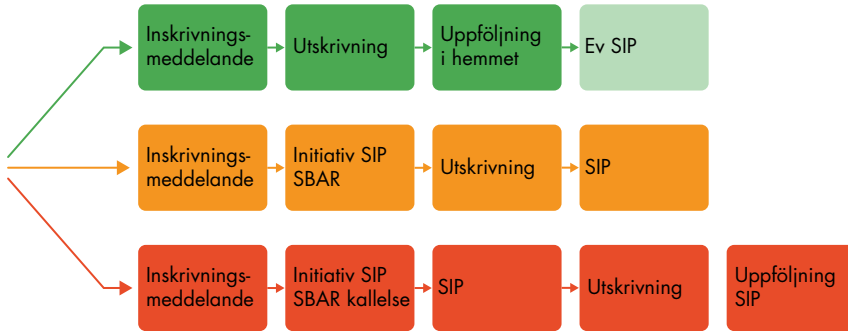 Inskrivnings-
meddelande
Utskrivning
Uppföljning
i hemmet
Ev SIP
Inskrivnings-
meddelande
Initiativ SIP
SBAR
Utskrivning
SIP
Inskrivnings-
meddelande
Initiativ SIP
SBAR kallelse
SIP
Utskrivning
Uppföljning
SIP